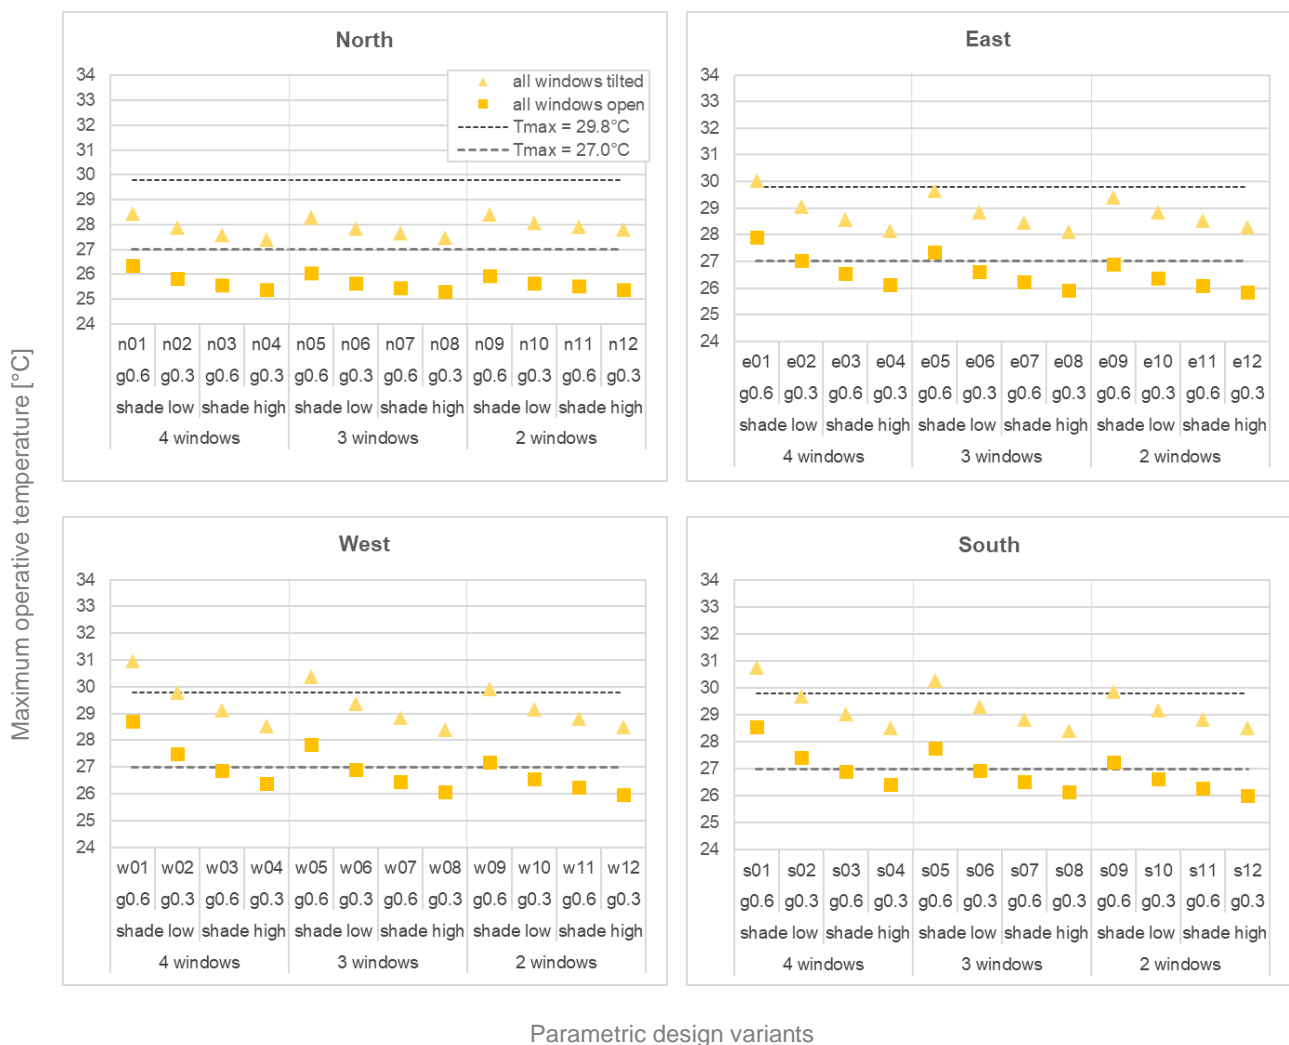 Maximum operative temperature [°C]
North
34
33
32
31
30
29
28
27
26
25
24
all windows tilted
all windows open
Tmax = 29.8°C
Tmax = 27.0°C
n01 n02 n03 n04 n05 n06 n07 n08 n09 n10 n11 n12
g0.6 g0.3 g0.6 g0.3 g0.6 g0.3 g0.6 g0.3 g0.6 g0.3 g0.6 g0.3
shade low shade high shade low shade high shade low shade high
4 windows 3 windows 2 windows
East
34
33
32
31
30
29
28
27
26
25
24
e01 e02 e03 e04 e05 e06 e07 e08 e09 e10 e11 e12
g0.6 g0.3 g0.6 g0.3 g0.6 g0.3 g0.6 g0.3 g0.6 g0.3 g0.6 g0.3
shade low shade high shade low shade high shade low shade high
4 windows 3 windows 2 windows
West
34
33
32
31
30
29
28
27
26
25
24
w01 w02 w03 w04 w05 w06 w07 w08 w09 w10 w11 w12
g0.6 g0.3 g0.6 g0.3 g0.6 g0.3 g0.6 g0.3 g0.6 g0.3 g0.6 g0.3
shade low shade high shade low shade high shade low shade high
4 windows 3 windows 2 windows
South
34
33
32
31
30
29
28
27
26
25
24
s01 s02 s03 s04 s05 s06 s07 s08 s09 s10 s11 s12
g0.6 g0.3 g0.6 g0.3 g0.6 g0.3 g0.6 g0.3 g0.6 g0.3 g0.6 g0.3
shade low shade high shade low shade high shade low shade high
4 windows 3 windows 2 windows
Parametric design variants